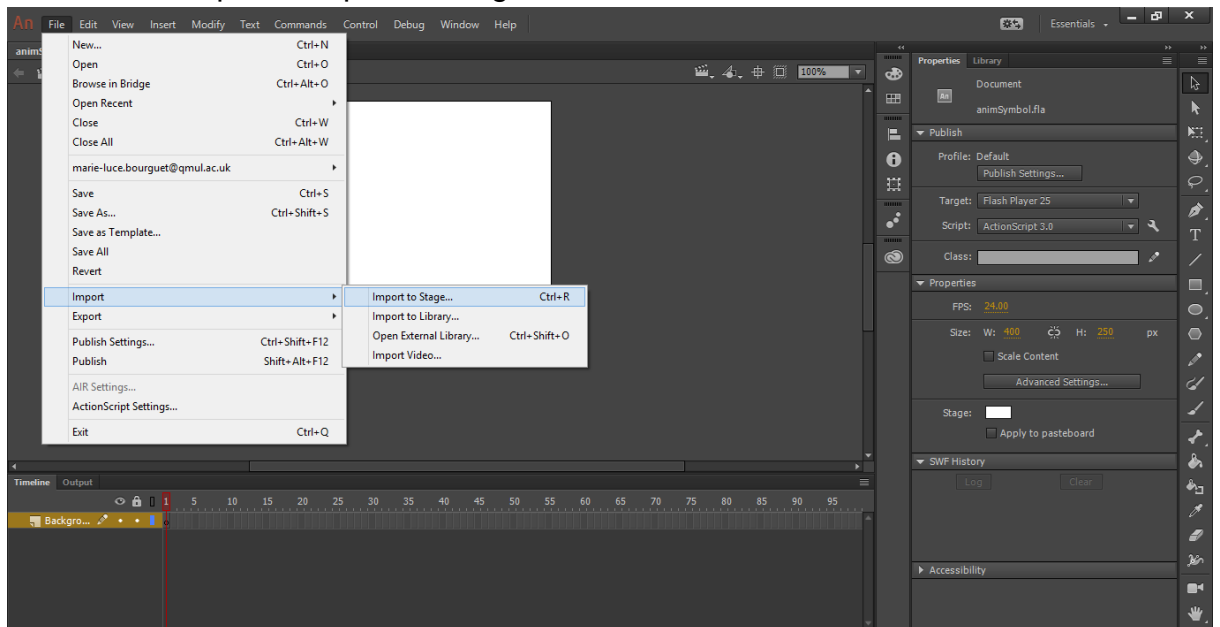 An File Edit View Insert Modify Text Commands Control Debug Window Help
Essentials
100%
New... Ctrl+N
Open Ctrl+O
Browse in Bridge Ctrl+Alt+O
Open Recent
Close Ctrl+W
Close All Ctrl+Alt+W
marie-luce.bourguet@qmul.ac.uk
Save Ctrl+S
Save As... Ctrl+Shift+S
Save as Template...
Save All
Revert
Import
Export
Publish Settings... Ctrl+Shift+F12
Publish Shift+Alt+F12
AIR Settings...
ActionScript Settings...
Exit Ctrl+Q
Import to Stage... Ctrl+R
Import to Library...
Open External Library... Ctrl+Shift+O
Import Video...
Properties Library
Document
An
animSymbol.fla
Publish
Profile: Default
Publish Settings...
Target: Flash Player 25
Script: ActionScript 3.0
Class:
Properties
FPS: 24.00
Size: W: 400 H: 250 px
Scale Content
Advanced Settings...
Stage:
Apply to pasteboard
SWF History
Log Clear
Accessibility
Timeline Output
1 5 10 15 20 25 30 35 40 45 50 55 60 65 70 75 80 85 90 95
Backgro...